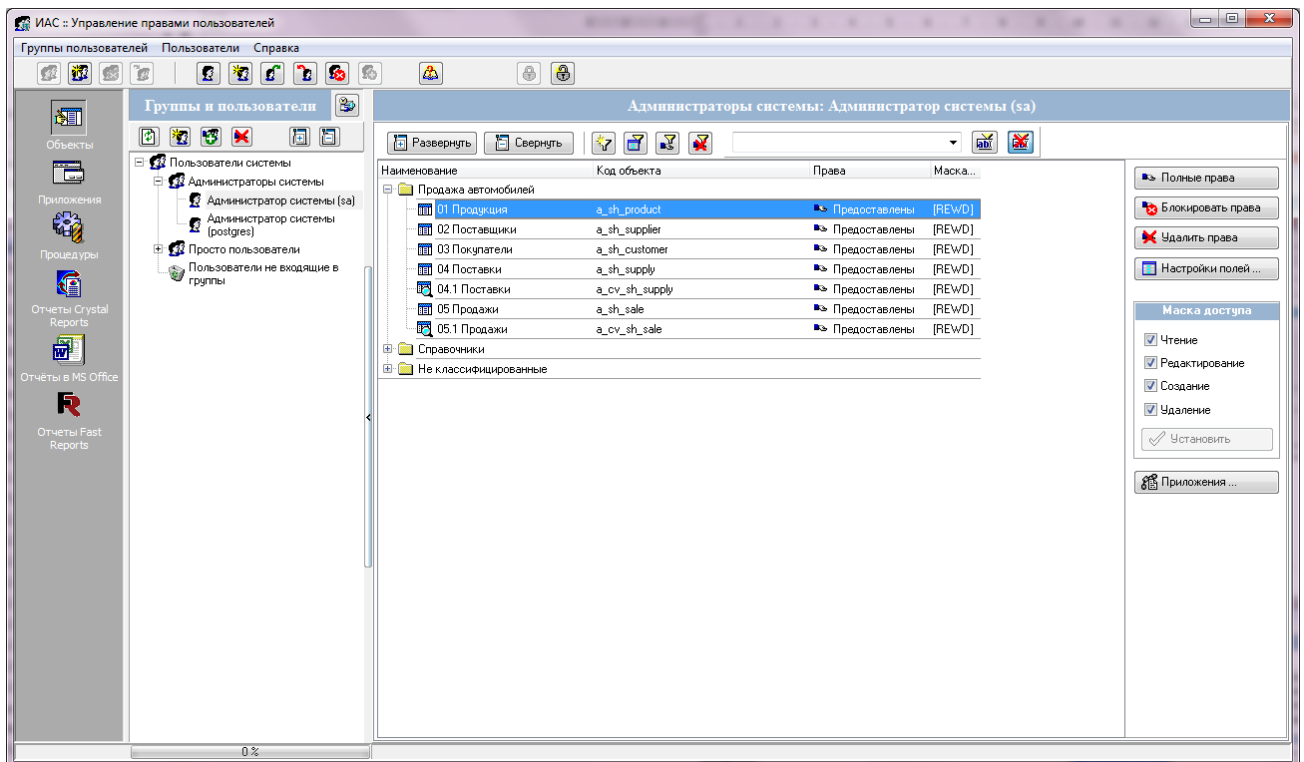 ИАС :: Управление правами пользователей
Группы пользователей Пользователи Справка
Объекты
Приложения
Процедуры
Отчеты Crystal
Reports
Отчёты в MS Office
Отчеты Fast
Reports
Группы и пользователи
Пользователи системы
Администраторы системы
Администратор системы (sa)
Администратор системы
(postgres)
Просто пользователи
Пользователи не входящие в
группы
0 %
Администраторы системы: Администратор системы (sa)
Развернуть Свернуть
Наименование Код объекта Права Маска...
Продажа автомобилей
01 Продукция a_sh_product Предоставлены [REWD]
02 Поставщики a_sh_supplier Предоставлены [REWD]
03 Покупатели a_sh_customer Предоставлены [REWD]
04 Поставки a_sh_supply Предоставлены [REWD]
04.1 Поставки a_cv_sh_supply Предоставлены [REWD]
05 Продажи a_sh_sale Предоставлены [REWD]
05.1 Продажи a_cv_sh_sale Предоставлены [REWD]
Справочники
Не классифицированные
Полные права
Блокировать права
Удалить права
Настройки полей ...
Маска доступа
Чтение
Редактирование
Создание
Удаление
Установить
Приложения ...